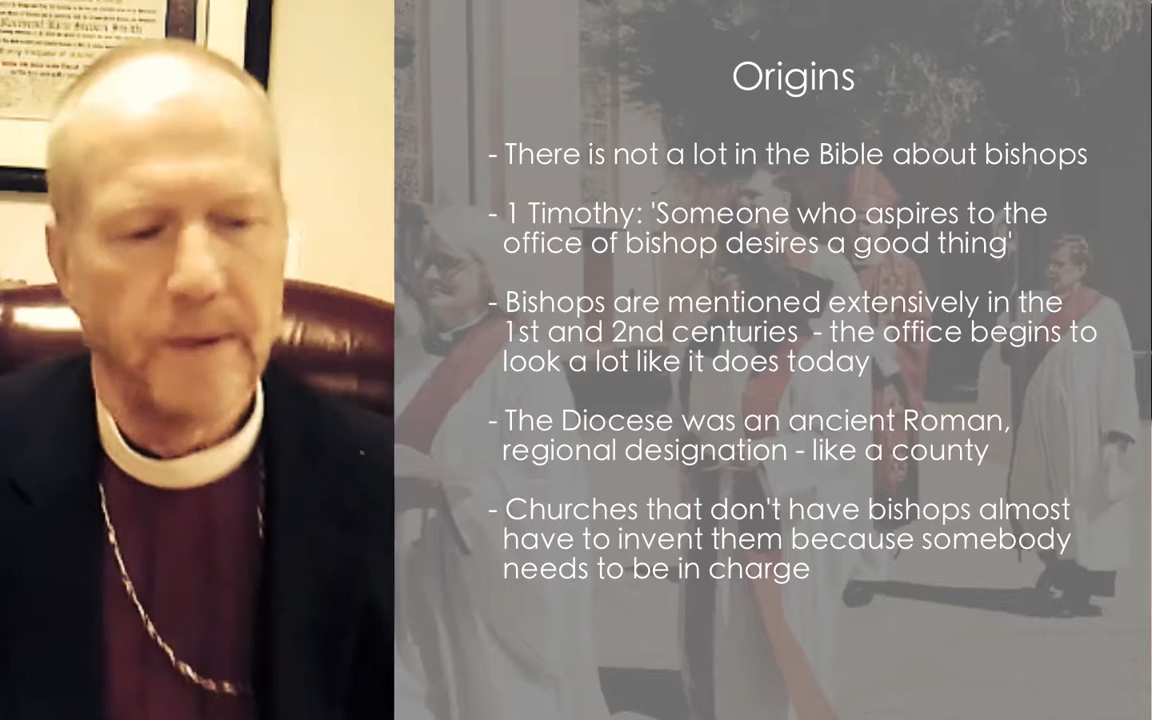 Origins
- There is not a lot in the Bible about bishops
- 1 Timothy: 'Someone who aspires to the
office of bishop desires a good thing'
- Bishops are mentioned extensively in the
1st and 2nd centuries - the office begins to
look a lot like it does today
- The Diocese was an ancient Roman,
regional designation - like a county
- Churches that don't have bishops almost
have to invent them because somebody
needs to be in charge